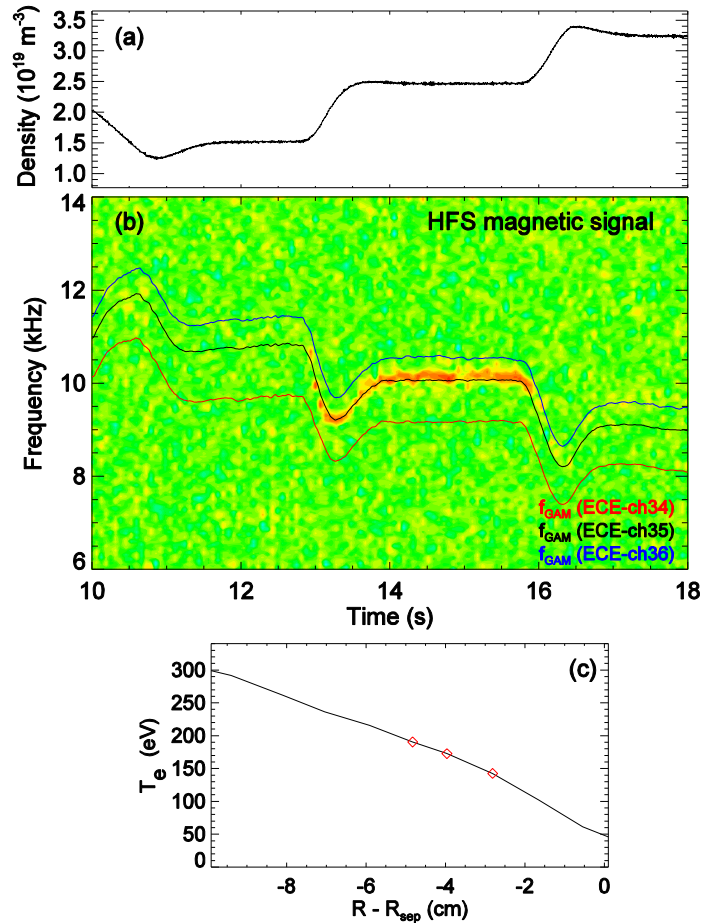 (a)
Density (10^19 m^-3)
3.5
3.0
2.5
2.0
1.5
1.0
(b)
HFS magnetic signal
Frequency (kHz)
14
12
10
8
6
f_GAM (ECE-ch34)
f_GAM (ECE-ch35)
f_GAM (ECE-ch36)
10 12 14 16 18
Time (s)
(c)
T_e (eV)
300
250
200
150
100
50
0
-8 -6 -4 -2 0
R - R_sep (cm)